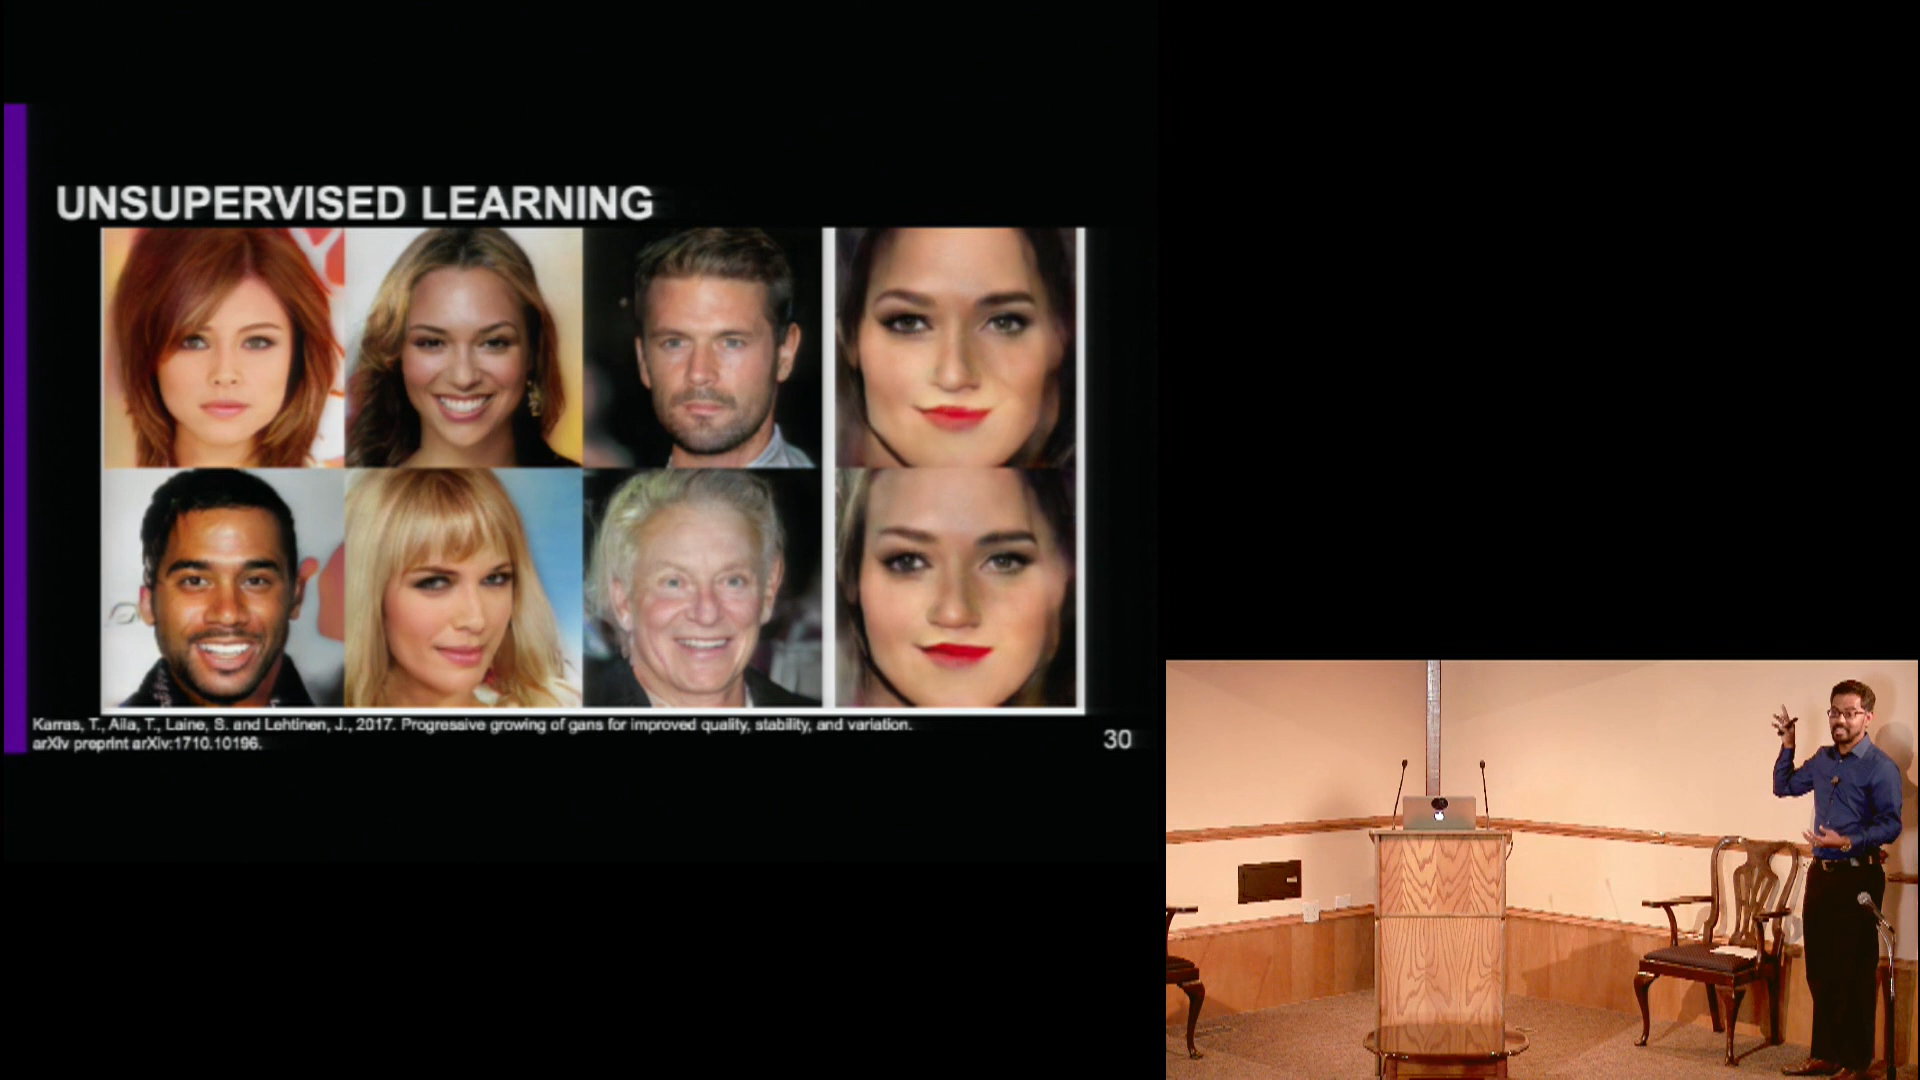 UNSUPERVISED LEARNING
Karras, T., Aila, T., Laine, S. and Lehtinen, J., 2017. Progressive growing of gans for improved quality, stability, and variation.
arXiv preprint arXiv:1710.10196.
30